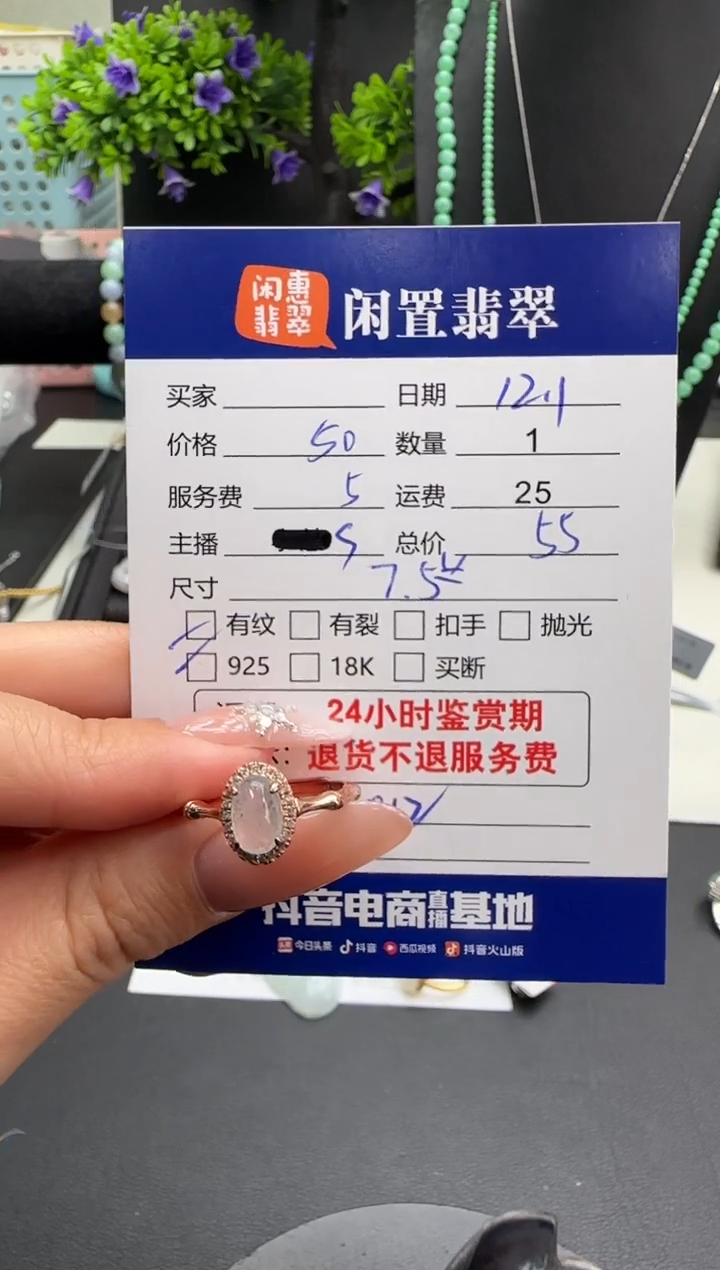 闲惠
翡翠
闲置翡翠
买家 日期 12.1
价格 50 数量 1
服务费 5 运费 25
主播 S 总价 55
尺寸 7.5
有纹 有裂 扣手 抛光
925 18K 买断
24小时鉴赏期
退货不退服务费
抖音电商直播基地
头条 今日头条 抖音 西瓜视频 抖音火山版